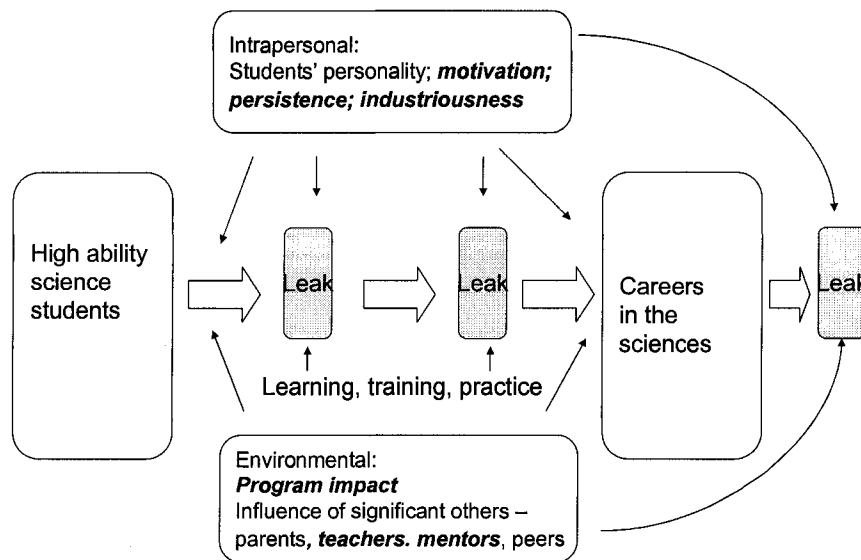 Intrapersonal:
Students' personality; motivation;
persistence; industriousness
High ability
science
students
Leak
Leak
Careers
in the
sciences
Leak
Learning, training, practice
Environmental:
Program impact
Influence of significant others –
parents, teachers. mentors, peers